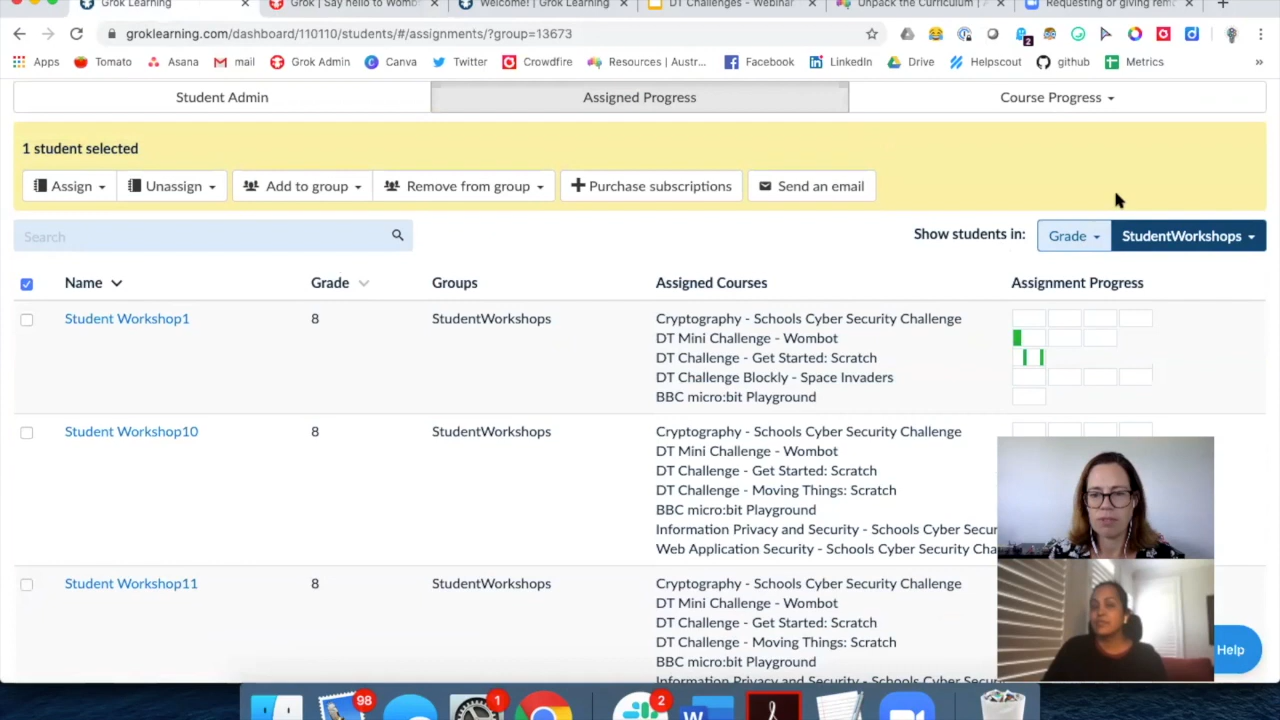 Grok Learning
Grok | Say hello to Womb
Welcome! | Grok Learning
DT Challenges - Webinar
Unpack the Curriculum | A
Requesting or giving rem
groklearning.com/dashboard/110110/students/#/assignments/?group=13673
2
Apps Tomato Asana mail Grok Admin Canva Twitter Crowdfire Resources | Austr... Facebook LinkedIn Drive Helpscout github Metrics »
Student Admin Assigned Progress Course Progress
1 student selected
Assign Unassign Add to group Remove from group Purchase subscriptions Send an email
Search Show students in: Grade StudentWorkshops
Name Grade Groups Assigned Courses Assignment Progress
Student Workshop1 8 StudentWorkshops Cryptography - Schools Cyber Security Challenge
DT Mini Challenge - Wombot
DT Challenge - Get Started: Scratch
DT Challenge Blockly - Space Invaders
BBC micro:bit Playground
Student Workshop10 8 StudentWorkshops Cryptography - Schools Cyber Security Challenge
DT Mini Challenge - Wombot
DT Challenge - Get Started: Scratch
DT Challenge - Moving Things: Scratch
BBC micro:bit Playground
Information Privacy and Security - Schools Cyber Secur
Web Application Security - Schools Cyber Security Cha
Student Workshop11 8 StudentWorkshops Cryptography - Schools Cyber Security Challenge
DT Mini Challenge - Wombot
DT Challenge - Get Started: Scratch
DT Challenge - Moving Things: Scratch
BBC micro:bit Playground
Information Privacy and Security - Schools Cyber Secur
Help
98 1 2 W